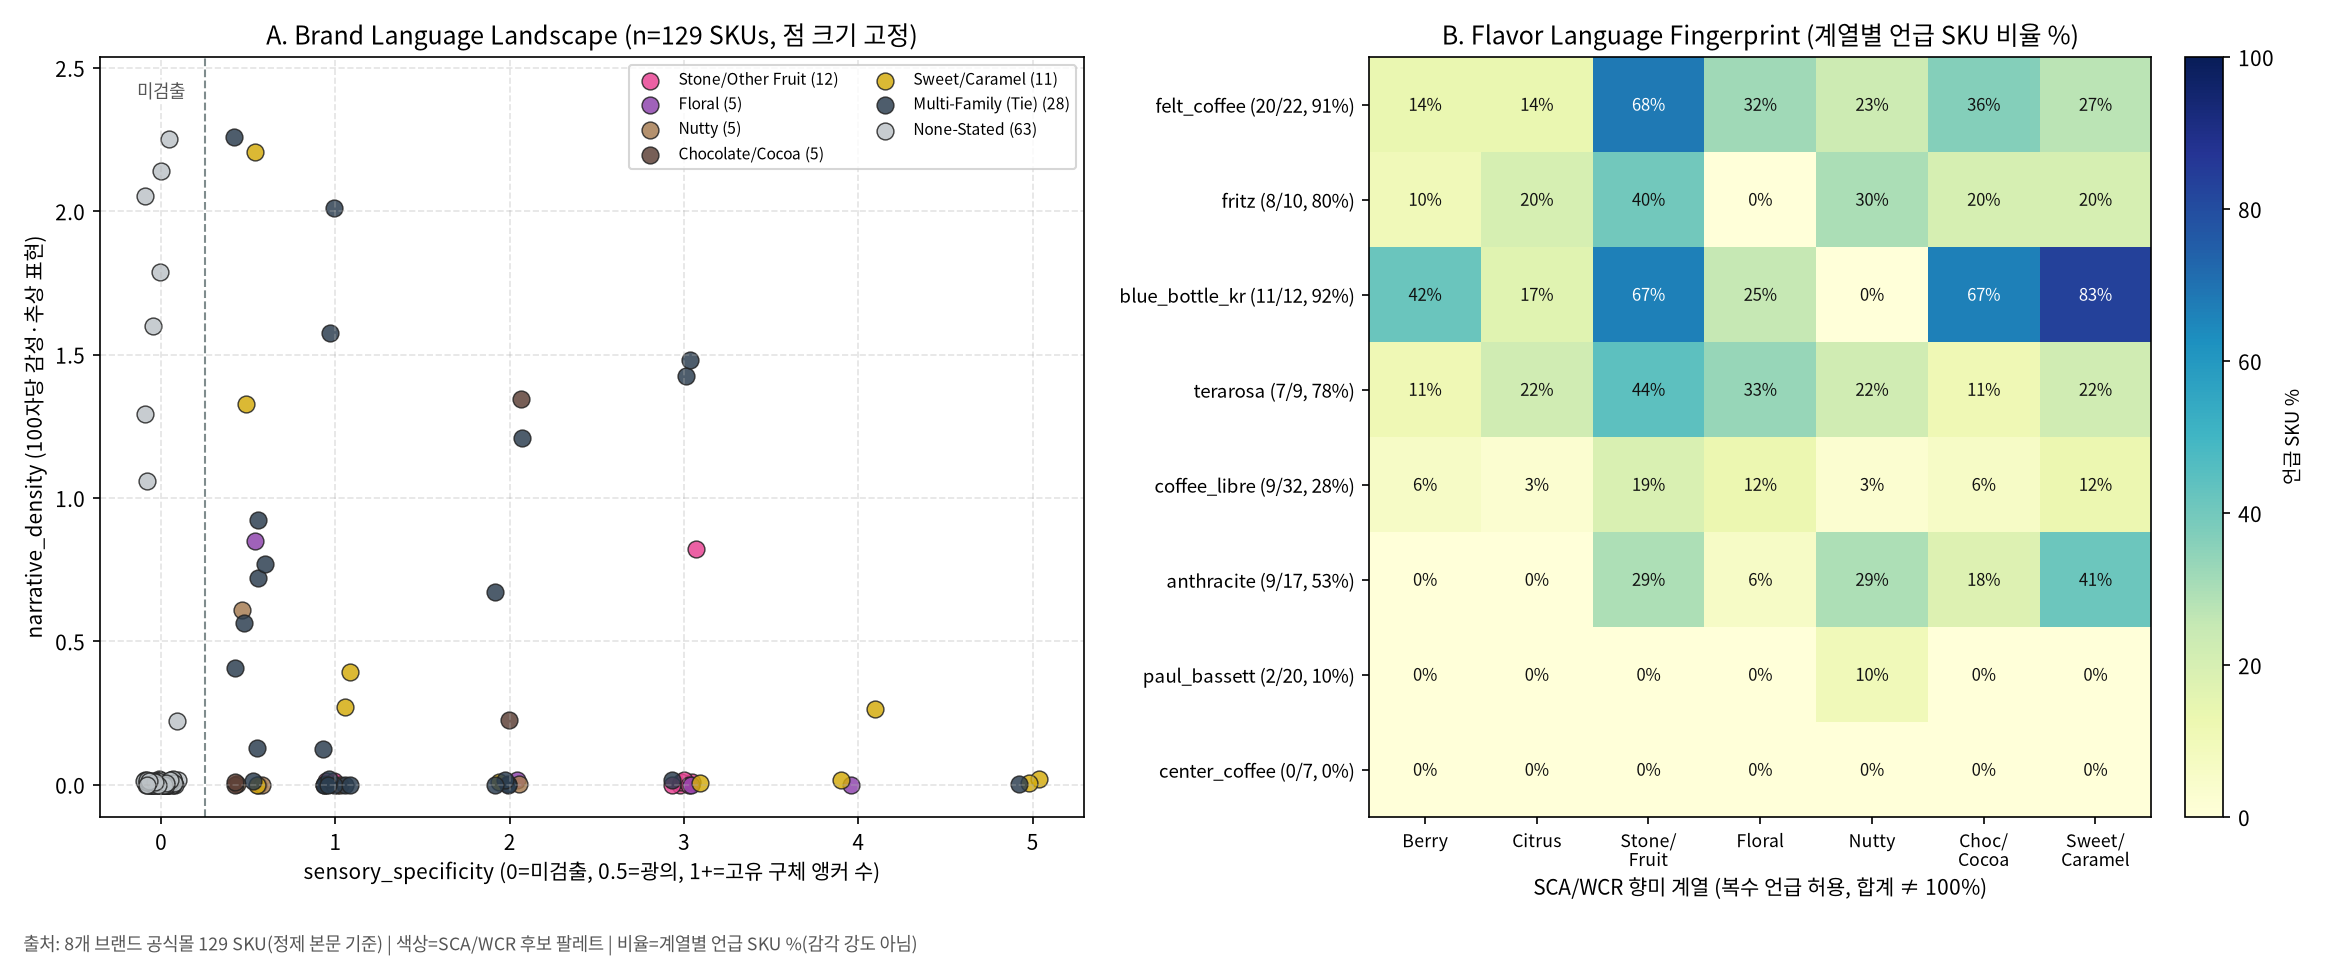 A. Brand Language Landscape (n=129 SKUs, 점 크기 고정)
2.5
2.0
1.5
1.0
0.5
0.0
narrative_density (100자당 감성·추상 표현)
미검출
Stone/Other Fruit (12)
Floral (5)
Nutty (5)
Chocolate/Cocoa (5)
Sweet/Caramel (11)
Multi-Family (Tie) (28)
None-Stated (63)
0 1 2 3 4 5
sensory_specificity (0=미검출, 0.5=광의, 1+=고유 구체 앵커 수)
B. Flavor Language Fingerprint (계열별 언급 SKU 비율 %)
felt_coffee (20/22, 91%) 14% 14% 68% 32% 23% 36% 27%
fritz (8/10, 80%) 10% 20% 40% 0% 30% 20% 20%
blue_bottle_kr (11/12, 92%) 42% 17% 67% 25% 0% 67% 83%
terarosa (7/9, 78%) 11% 22% 44% 33% 22% 11% 22%
coffee_libre (9/32, 28%) 6% 3% 19% 12% 3% 6% 12%
anthracite (9/17, 53%) 0% 0% 29% 6% 29% 18% 41%
paul_bassett (2/20, 10%) 0% 0% 0% 0% 10% 0% 0%
center_coffee (0/7, 0%) 0% 0% 0% 0% 0% 0% 0%
Berry Citrus Stone/ Floral Nutty Choc/ Sweet/
Fruit Cocoa Caramel
SCA/WCR 향미 계열 (복수 언급 허용, 합계 ≠ 100%)
100
80
60
40
20
0
언급 SKU %
출처: 8개 브랜드 공식몰 129 SKU(정제 본문 기준) | 색상=SCA/WCR 후보 팔레트 | 비율=계열별 언급 SKU %(감각 강도 아님)